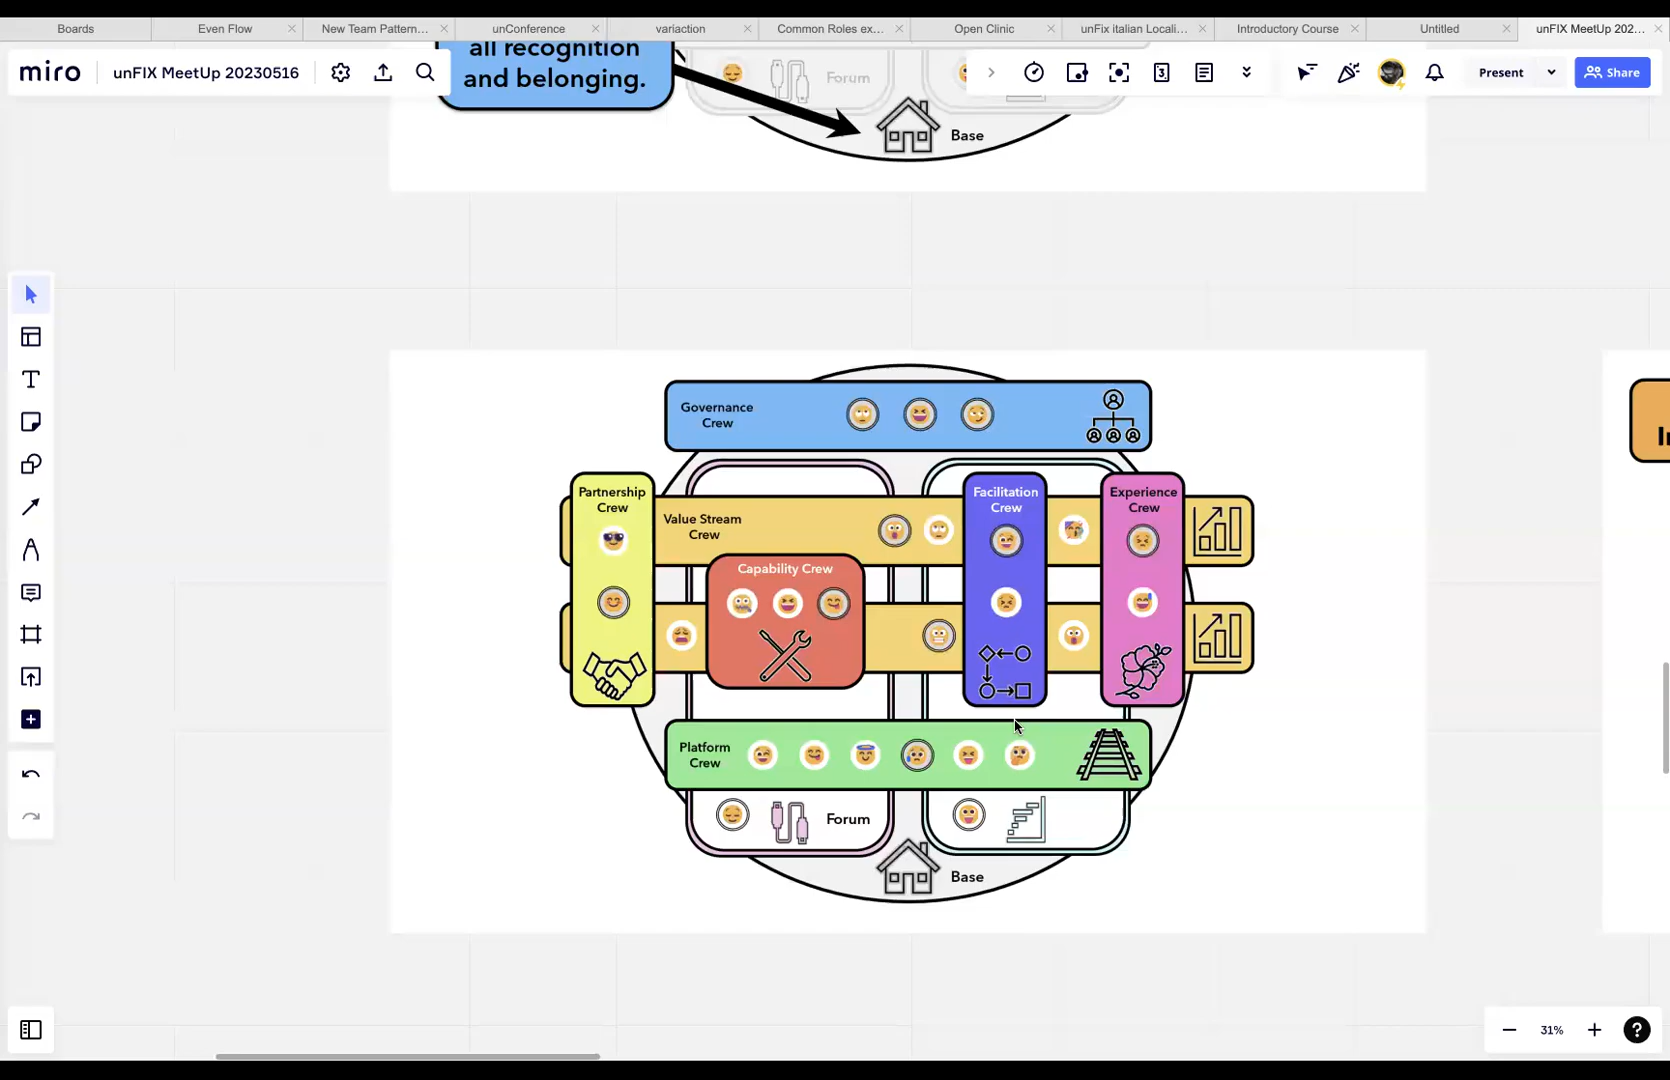 Boards
Even Flow
New Team Pattern...
unConference
variaction
Common Roles ex...
Open Clinic
unFix italian Locali...
Introductory Course
Untitled
unFIX MeetUp 202...
miro
unFIX MeetUp 20230516
Present
Share
all recognition
and belonging.
Forum
Base
Governance
Crew
Partnership
Crew
Facilitation
Crew
Experience
Crew
Value Stream
Crew
Capability Crew
Platform
Crew
Forum
Base
31%